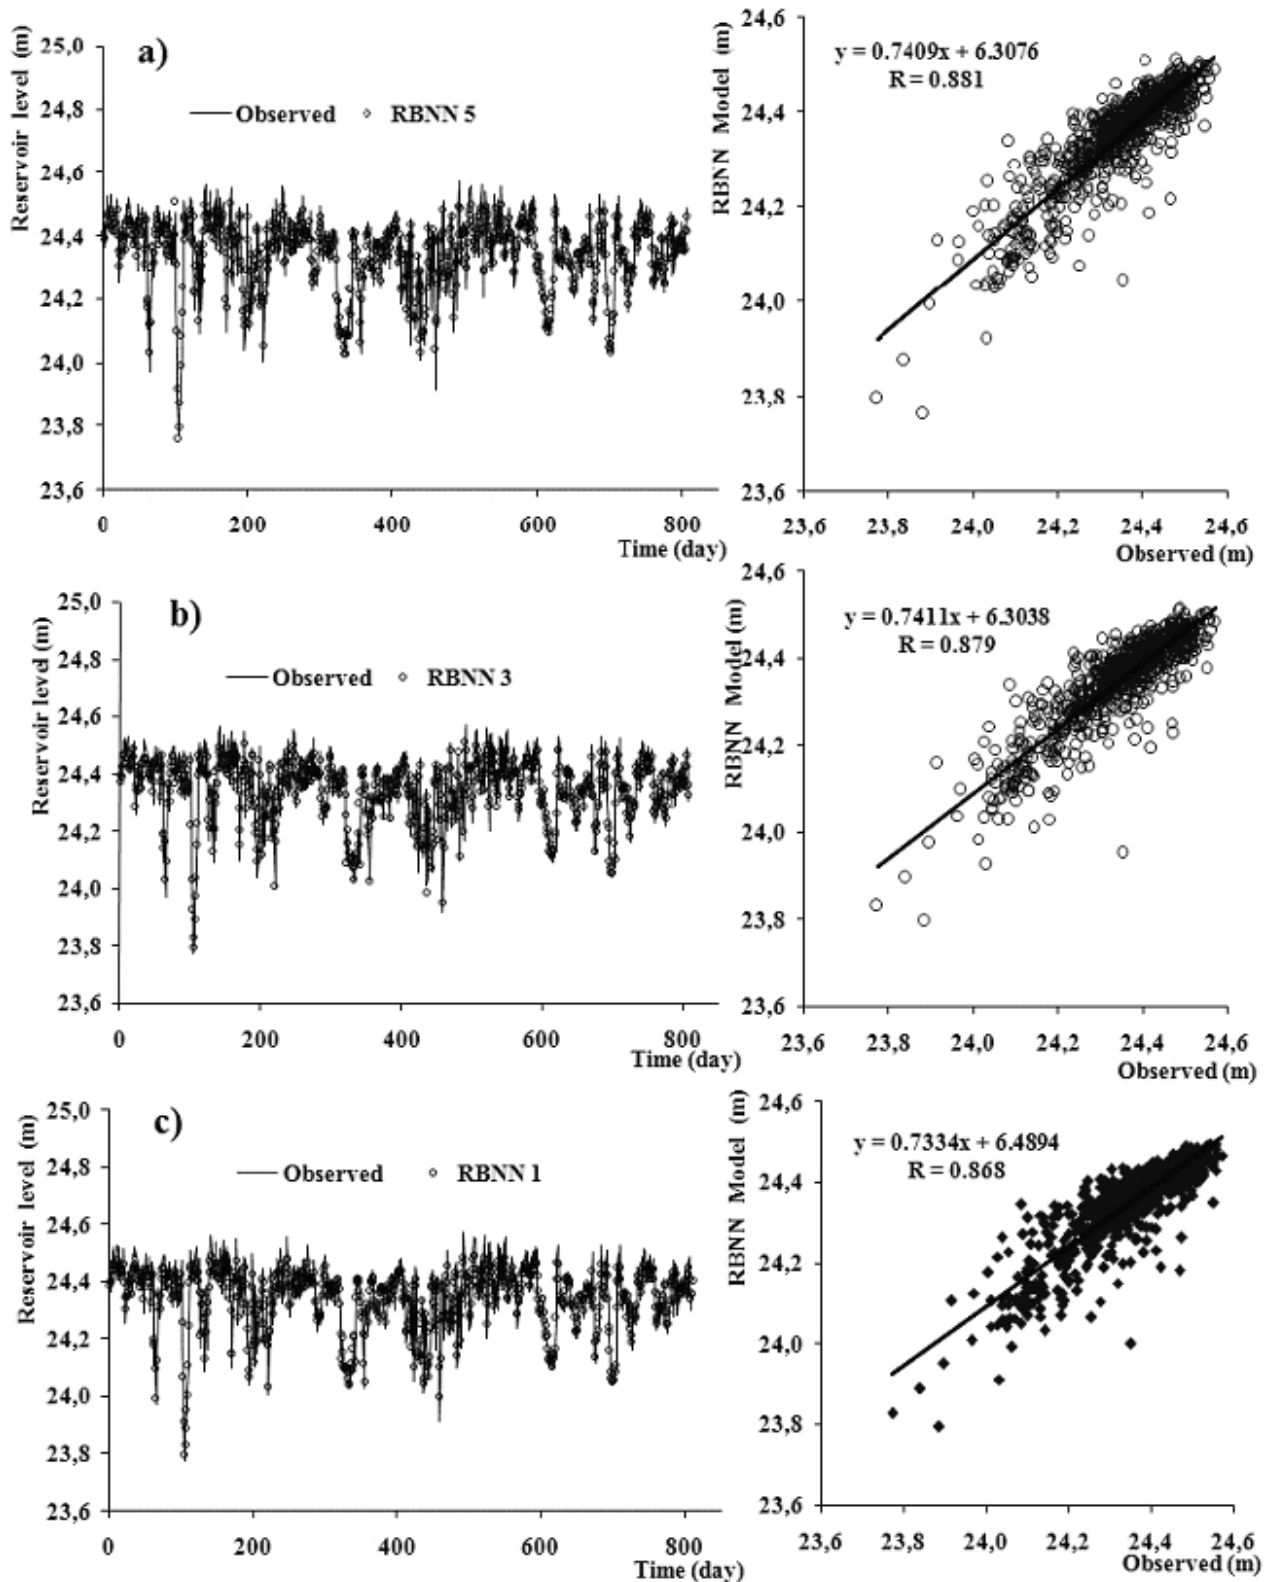 a)
Reservoir level (m)
25,0
24,8
24,6
24,4
24,2
24,0
23,8
23,6
Observed RBNN 5
0 200 400 600 800
Time (day)
RBNN Model (m)
24,6
24,4
24,2
24,0
23,8
23,6
y = 0.7409x + 6.3076
R = 0.881
23,6 23,8 24,0 24,2 24,4 24,6
Observed (m)
b)
Reservoir level (m)
25,0
24,8
24,6
24,4
24,2
24,0
23,8
23,6
Observed RBNN 3
0 200 400 600 800
Time (day)
RBNN Model (m)
24,6
24,4
24,2
24,0
23,8
23,6
y = 0.7411x + 6.3038
R = 0.879
23,6 23,8 24,0 24,2 24,4 24,6
Observed (m)
c)
Reservoir level (m)
25,0
24,8
24,6
24,4
24,2
24,0
23,8
23,6
Observed RBNN 1
0 200 400 600 800
Time (day)
RBNN Model (m)
24,6
24,4
24,2
24,0
23,8
23,6
y = 0.7334x + 6.4894
R = 0.868
23,6 23,8 24,0 24,2 24,4 24,6
Observed (m)